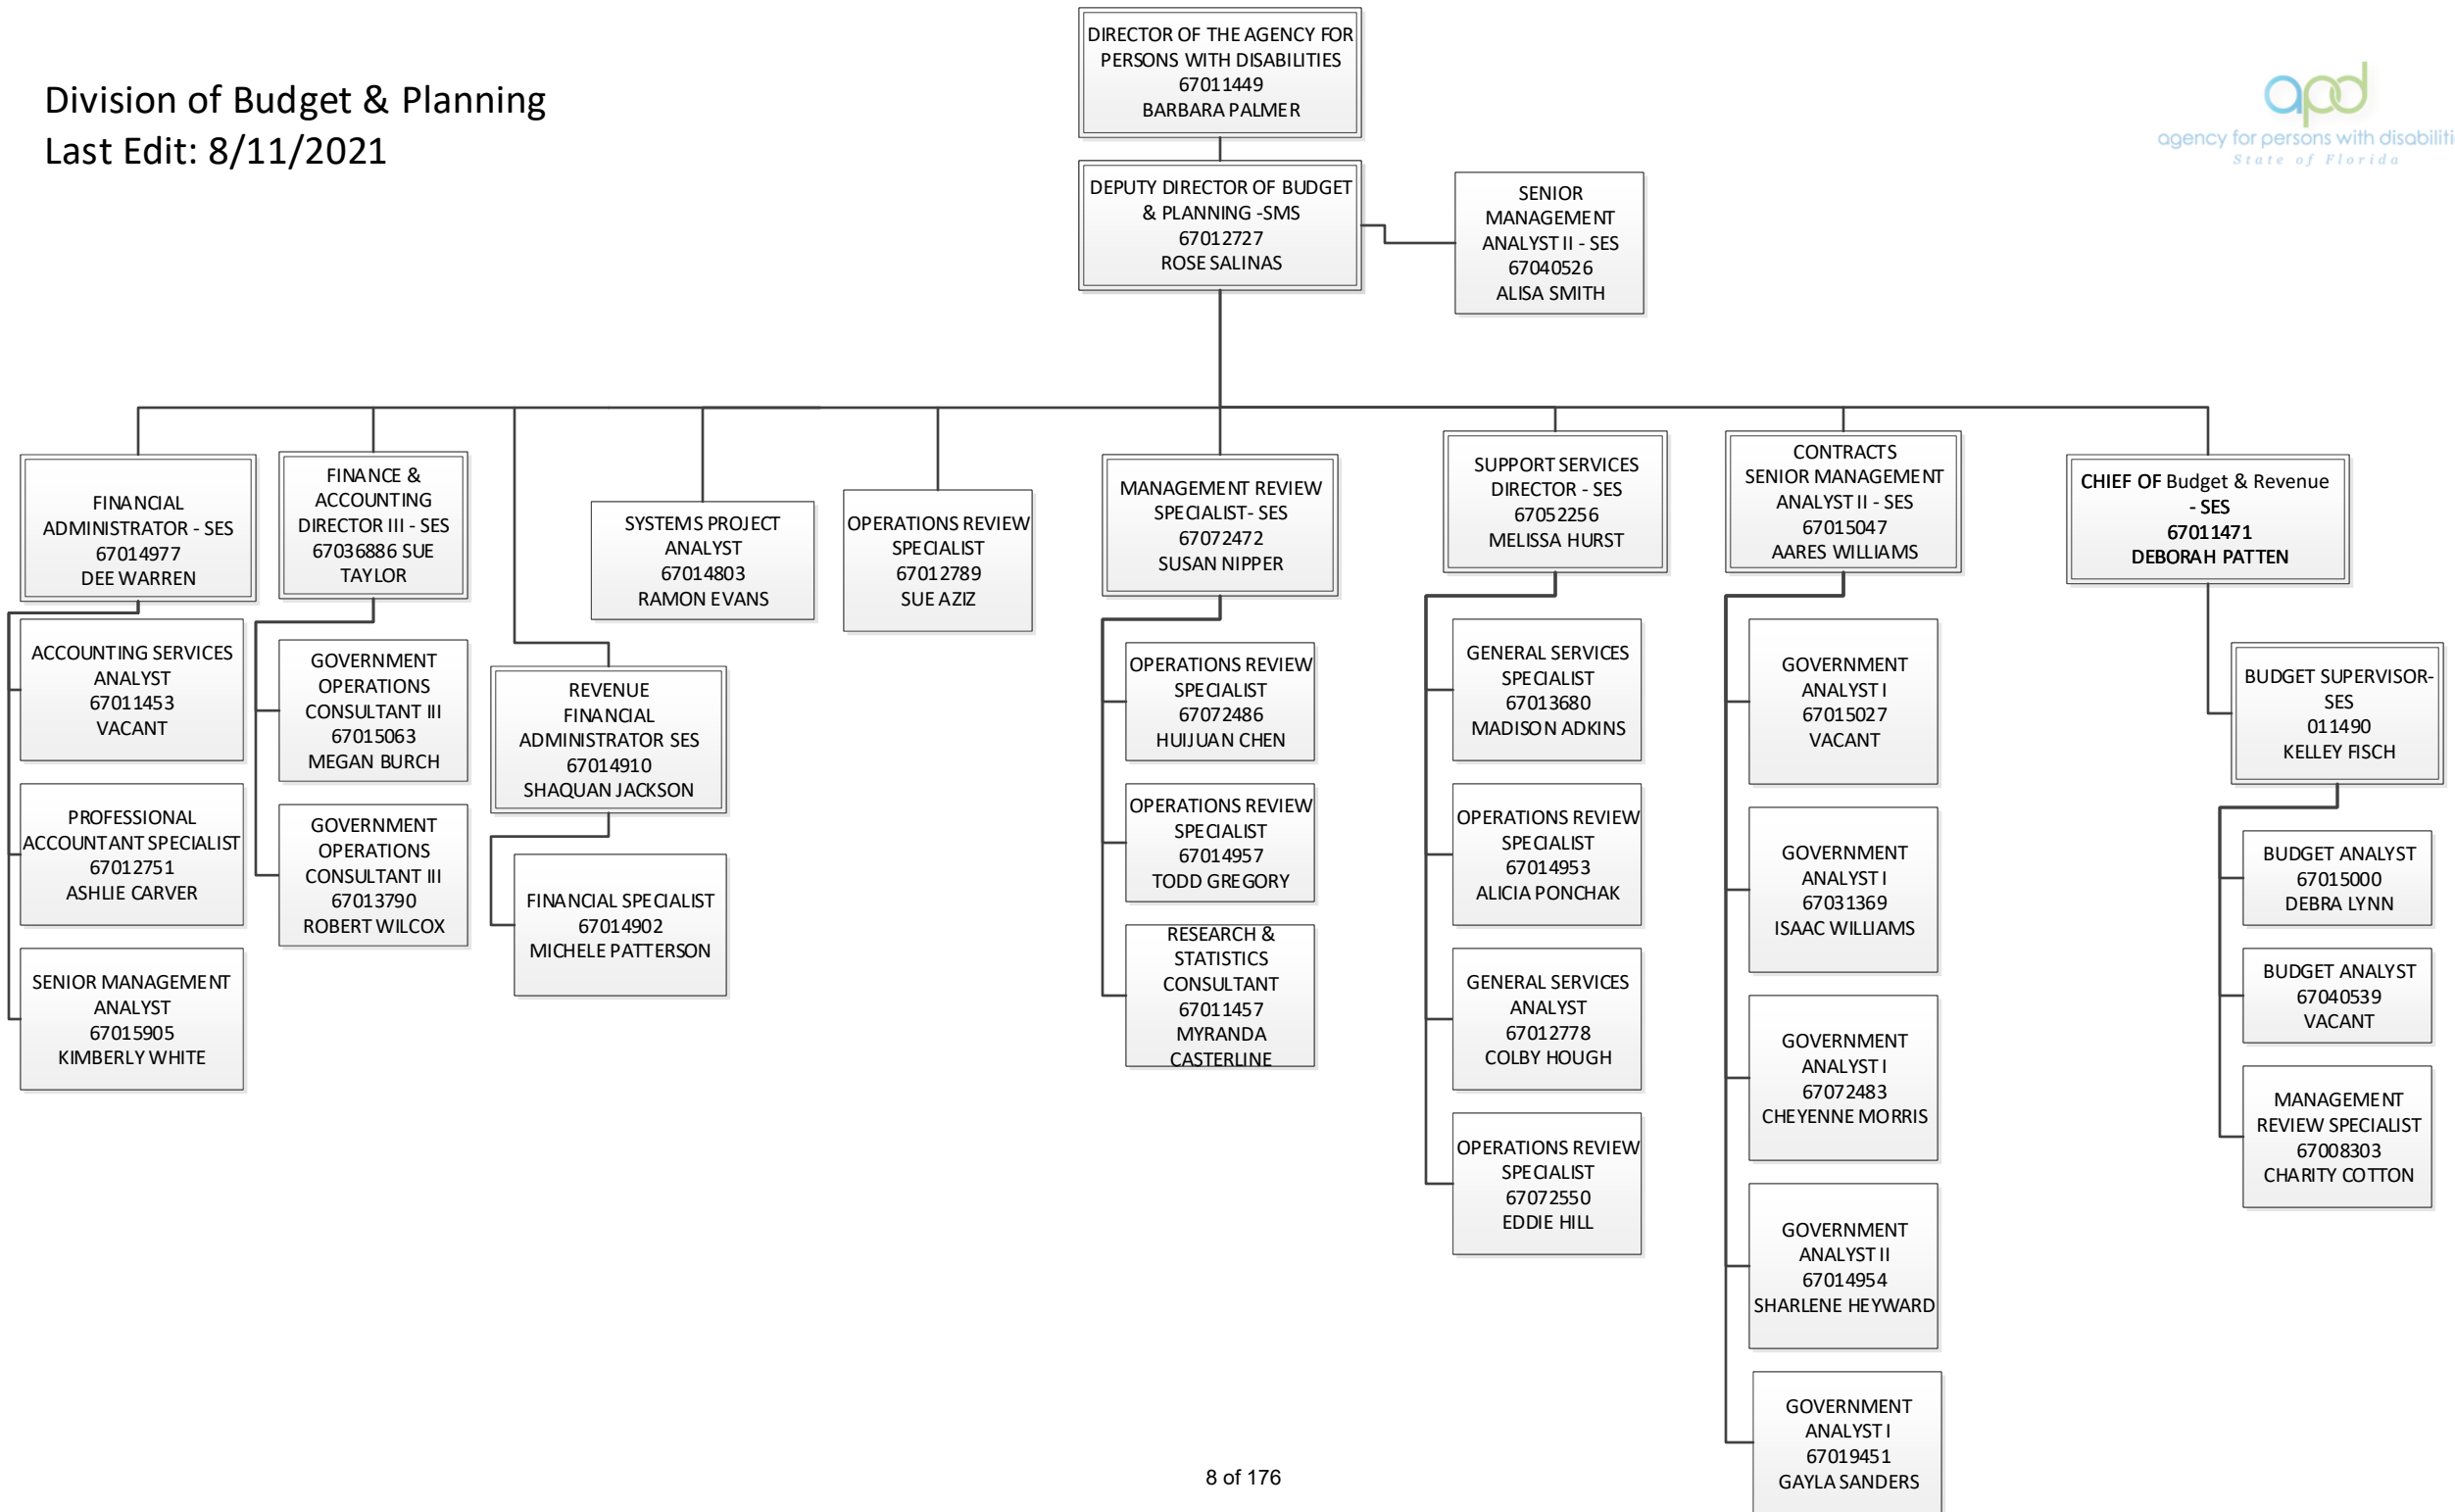 Division of Budget & Planning
Last Edit: 8/11/2021
DIRECTOR OF THE AGENCY FOR
PERSONS WITH DISABILITIES
67011449
BARBARA PALMER
apd
agency for persons with disabiliti
State of Florida
DEPUTY DIRECTOR OF BUDGET
& PLANNING -SMS
67012727
ROSE SALINAS
SENIOR
MANAGEMENT
ANALYST II - SES
67040526
ALISA SMITH
FINANCIAL
ADMINISTRATOR - SES
67014977
DEE WARREN
ACCOUNTING SERVICES
ANALYST
67011453
VACANT
PROFESSIONAL
ACCOUNTANT SPECIALIST
67012751
ASHLIE CARVER
SENIOR MANAGEMENT
ANALYST
67015905
KIMBERLY WHITE
FINANCE &
ACCOUNTING
DIRECTOR III - SES
67036886 SUE
TAYLOR
GOVERNMENT
OPERATIONS
CONSULTANT III
67015063
MEGAN BURCH
GOVERNMENT
OPERATIONS
CONSULTANT III
67013790
ROBERT WILCOX
REVENUE
FINANCIAL
ADMINISTRATOR SES
67014910
SHAQUAN JACKSON
FINANCIAL SPECIALIST
67014902
MICHELE PATTERSON
SYSTEMS PROJECT
ANALYST
67014803
RAMON EVANS
OPERATIONS REVIEW
SPECIALIST
67012789
SUE AZIZ
MANAGEMENT REVIEW
SPECIALIST- SES
67072472
SUSAN NIPPER
OPERATIONS REVIEW
SPECIALIST
67072486
HUIJUAN CHEN
OPERATIONS REVIEW
SPECIALIST
67014957
TODD GREGORY
RESEARCH &
STATISTICS
CONSULTANT
67011457
MYRANDA
CASTERLINE
SUPPORT SERVICES
DIRECTOR - SES
67052256
MELISSA HURST
GENERAL SERVICES
SPECIALIST
67013680
MADISON ADKINS
OPERATIONS REVIEW
SPECIALIST
67014953
ALICIA PONCHAK
GENERAL SERVICES
ANALYST
67012778
COLBY HOUGH
OPERATIONS REVIEW
SPECIALIST
67072550
EDDIE HILL
CONTRACTS
SENIOR MANAGEMENT
ANALYST II - SES
67015047
AARES WILLIAMS
GOVERNMENT
ANALYST I
67015027
VACANT
GOVERNMENT
ANALYST I
67031369
ISAAC WILLIAMS
GOVERNMENT
ANALYST I
67072483
CHEYENNE MORRIS
GOVERNMENT
ANALYST II
67014954
SHARLENE HEYWARD
GOVERNMENT
ANALYST I
67019451
GAYLA SANDERS
CHIEF OF Budget & Revenue
- SES
67011471
DEBORAH PATTEN
BUDGET SUPERVISOR-
SES
011490
KELLEY FISCH
BUDGET ANALYST
67015000
DEBRA LYNN
BUDGET ANALYST
67040539
VACANT
MANAGEMENT
REVIEW SPECIALIST
67008303
CHARITY COTTON
8 of 176